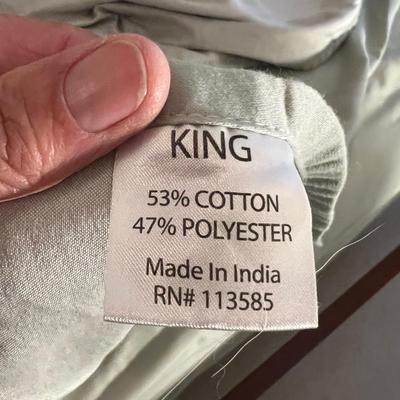 KING
53% COTTON
47% POLYESTER
Made In India
RN# 113585